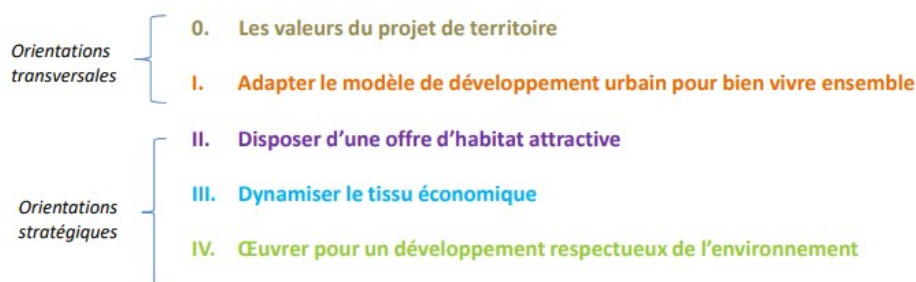 Orientations
transversales
0. Les valeurs du projet de territoire
I. Adapter le modèle de développement urbain pour bien vivre ensemble
Orientations
stratégiques
II. Disposer d’une offre d’habitat attractive
III. Dynamiser le tissu économique
IV. Œuvrer pour un développement respectueux de l’environnement